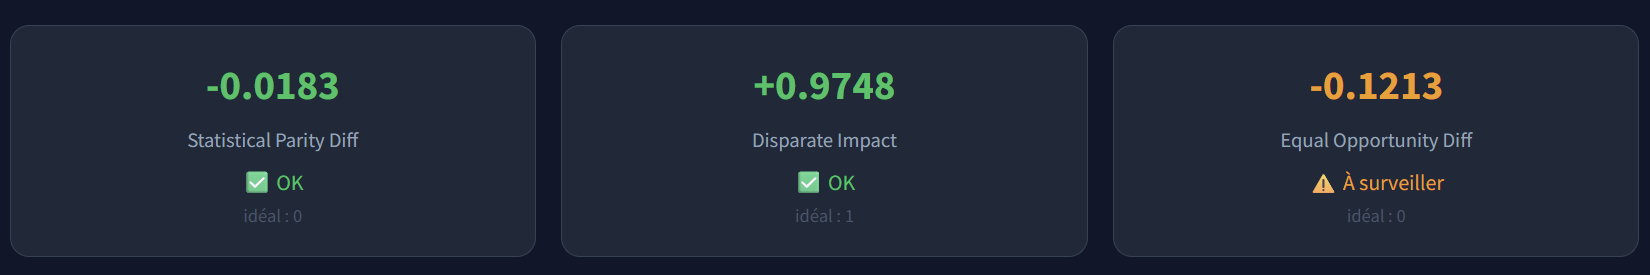 -0.0183
Statistical Parity Diff
✅ OK
idéal : 0
+0.9748
Disparate Impact
✅ OK
idéal : 1
-0.1213
Equal Opportunity Diff
⚠️ À surveiller
idéal : 0